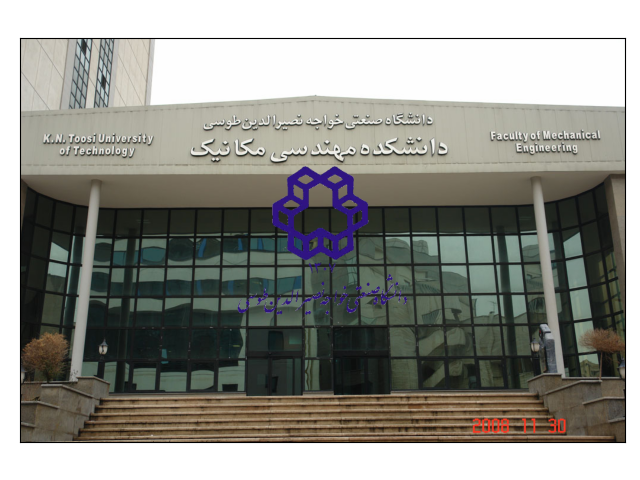 دانشگاه صنعتی خواجه نصیرالدین طوسی
دانشکده مهندسی مکانیک
K.N. Toosi University
of Technology
Faculty of Mechanical
Engineering
دانشگاه صنعتی خواجه نصیرالدین طوسی
2008 11 30